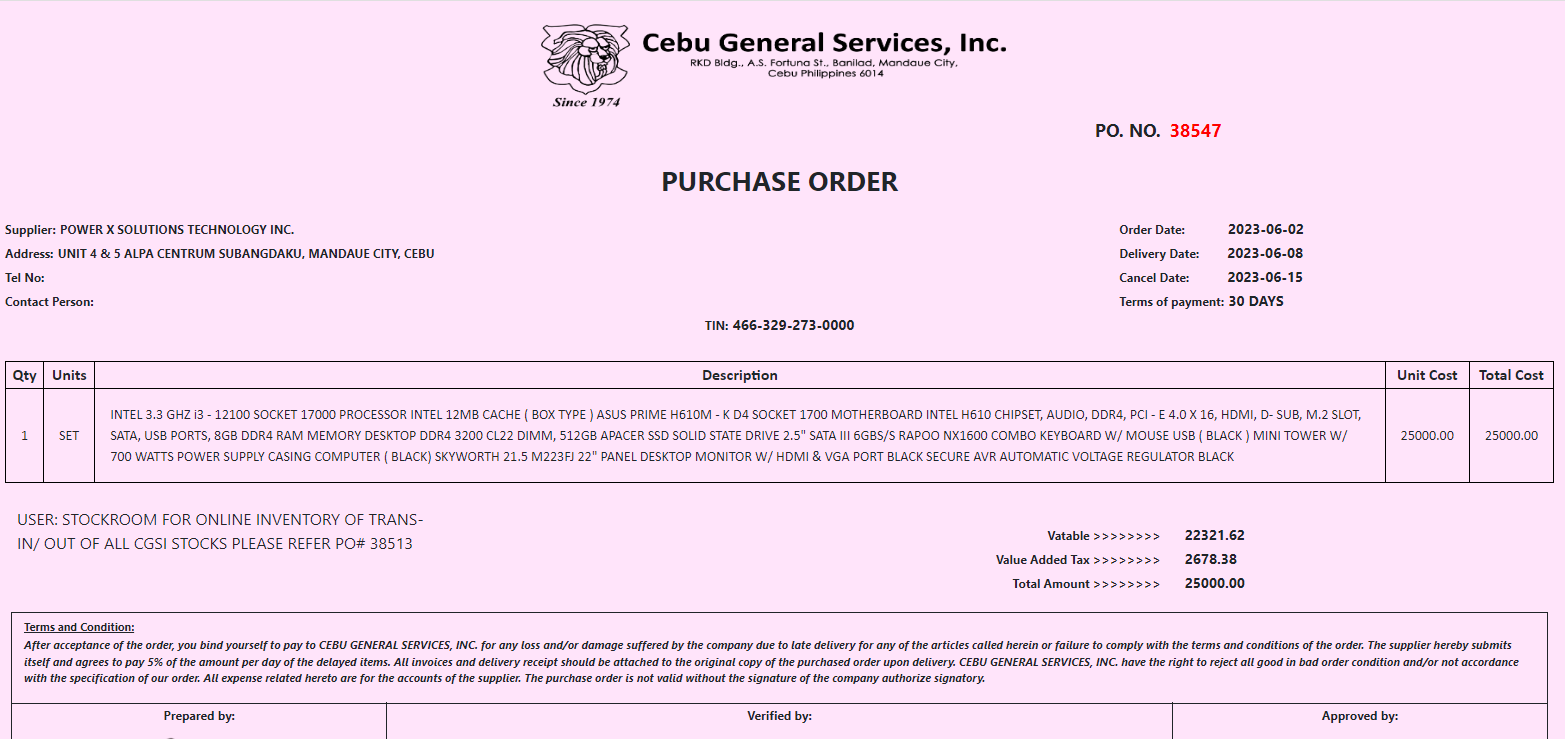 Cebu General Services, Inc.
RKD Bldg., A.S. Fortuna St., Banilad, Mandaue City,
Cebu Philippines 6014
Since 1974
PO. NO. 38547
PURCHASE ORDER
Supplier: POWER X SOLUTIONS TECHNOLOGY INC.
Address: UNIT 4 & 5 ALPA CENTRUM SUBANGDAKU, MANDAUE CITY, CEBU
Tel No:
Contact Person:
Order Date: 2023-06-02
Delivery Date: 2023-06-08
Cancel Date: 2023-06-15
Terms of payment: 30 DAYS
TIN: 466-329-273-0000
Qty Units Description Unit Cost Total Cost
1 SET
INTEL 3.3 GHZ i3 - 12100 SOCKET 17000 PROCESSOR INTEL 12MB CACHE ( BOX TYPE ) ASUS PRIME H610M - K D4 SOCKET 1700 MOTHERBOARD INTEL H610 CHIPSET, AUDIO, DDR4, PCI - E 4.0 X 16, HDMI, D- SUB, M.2 SLOT,
SATA, USB PORTS, 8GB DDR4 RAM MEMORY DESKTOP DDR4 3200 CL22 DIMM, 512GB APACER SSD SOLID STATE DRIVE 2.5" SATA III 6GBS/S RAPOO NX1600 COMBO KEYBOARD W/ MOUSE USB ( BLACK ) MINI TOWER W/
700 WATTS POWER SUPPLY CASING COMPUTER ( BLACK) SKYWORTH 21.5 M223FJ 22" PANEL DESKTOP MONITOR W/ HDMI & VGA PORT BLACK SECURE AVR AUTOMATIC VOLTAGE REGULATOR BLACK
25000.00 25000.00
USER: STOCKROOM FOR ONLINE INVENTORY OF TRANS-
IN/ OUT OF ALL CGSI STOCKS PLEASE REFER PO# 38513
Vatable >>>>>>>> 22321.62
Value Added Tax >>>>>>>> 2678.38
Total Amount >>>>>>>> 25000.00
Terms and Condition:
After acceptance of the order, you bind yourself to pay to CEBU GENERAL SERVICES, INC. for any loss and/or damage suffered by the company due to late delivery for any of the articles called herein or failure to comply with the terms and conditions of the order. The supplier hereby submits
itself and agrees to pay 5% of the amount per day of the delayed items. All invoices and delivery receipt should be attached to the original copy of the purchased order upon delivery. CEBU GENERAL SERVICES, INC. have the right to reject all good in bad order condition and/or not accordance
with the specification of our order. All expense related hereto are for the accounts of the supplier. The purchase order is not valid without the signature of the company authorize signatory.
Prepared by: Verified by: Approved by: